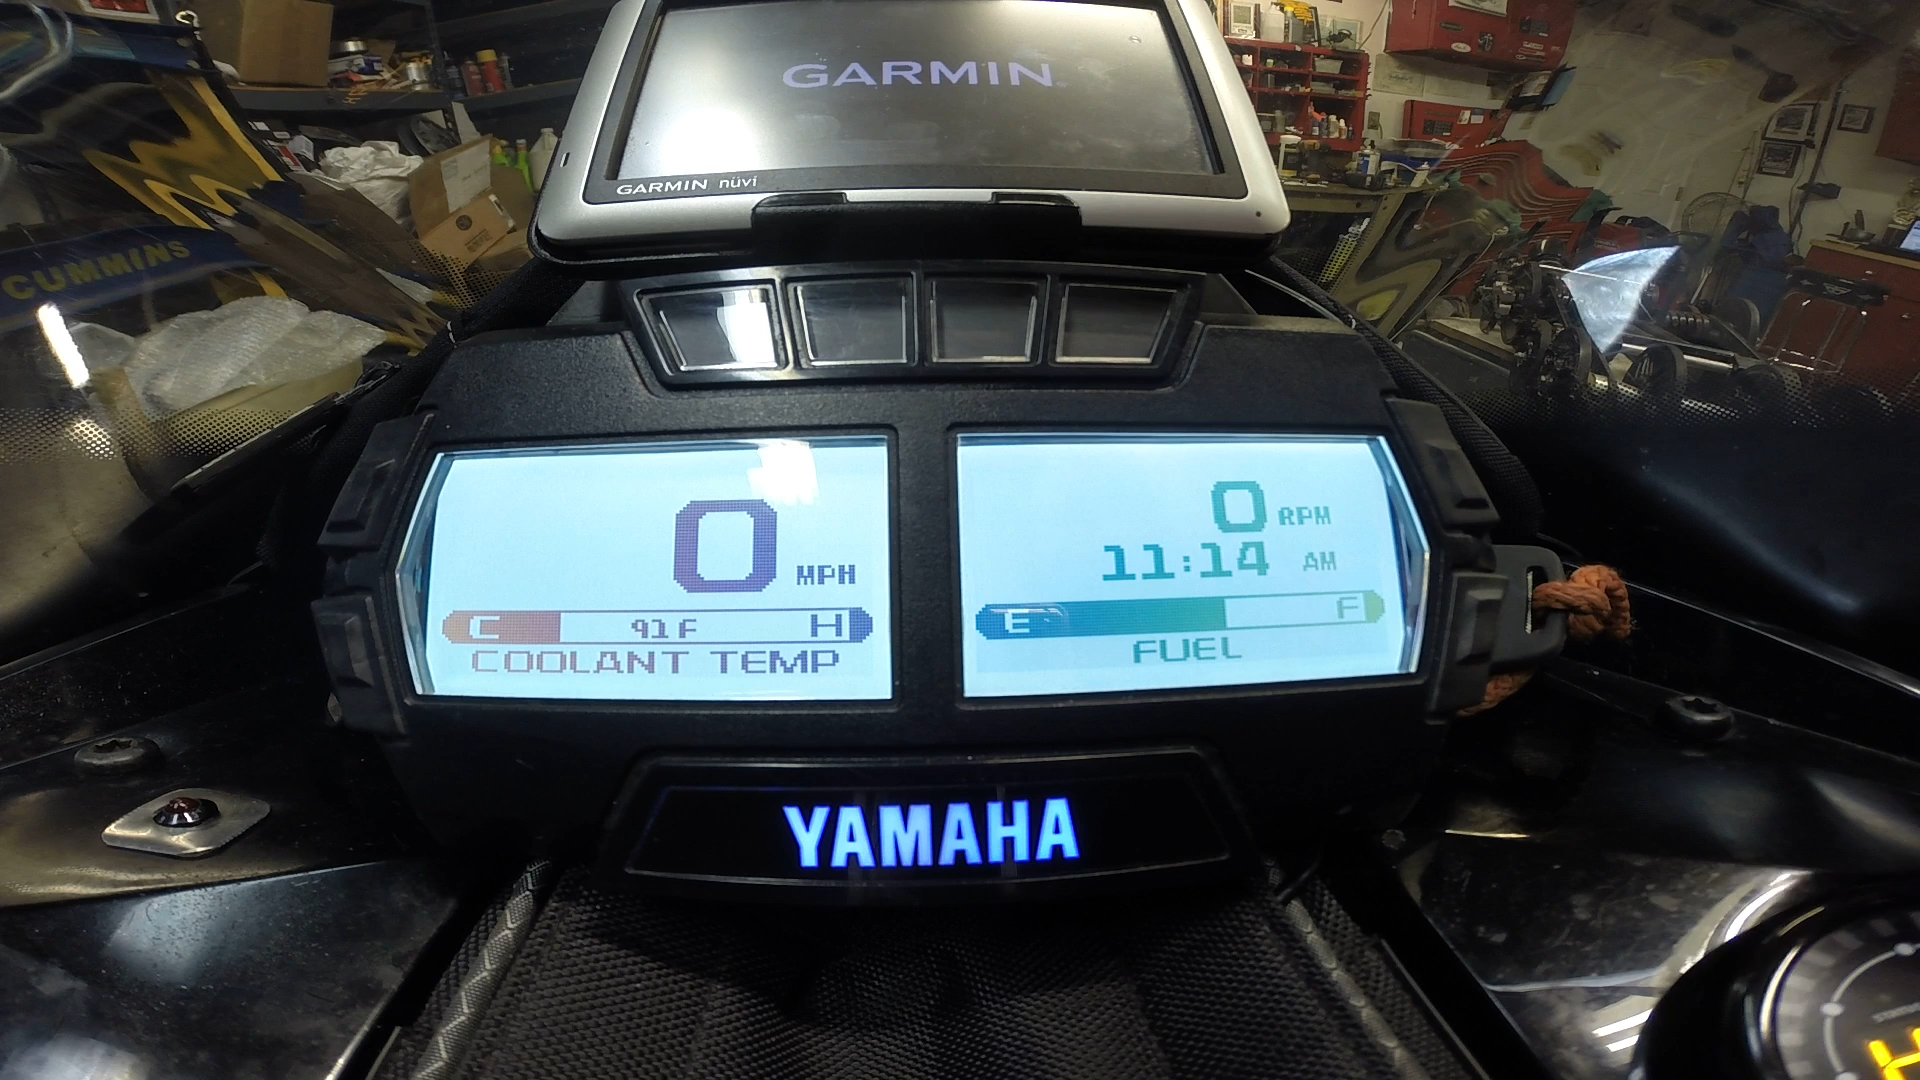 GARMIN
GARMIN nüvi
CUMMINS
0 MPH
C 91 F H
COOLANT TEMP
0 RPM
11:14 AM
E F
FUEL
YAMAHA